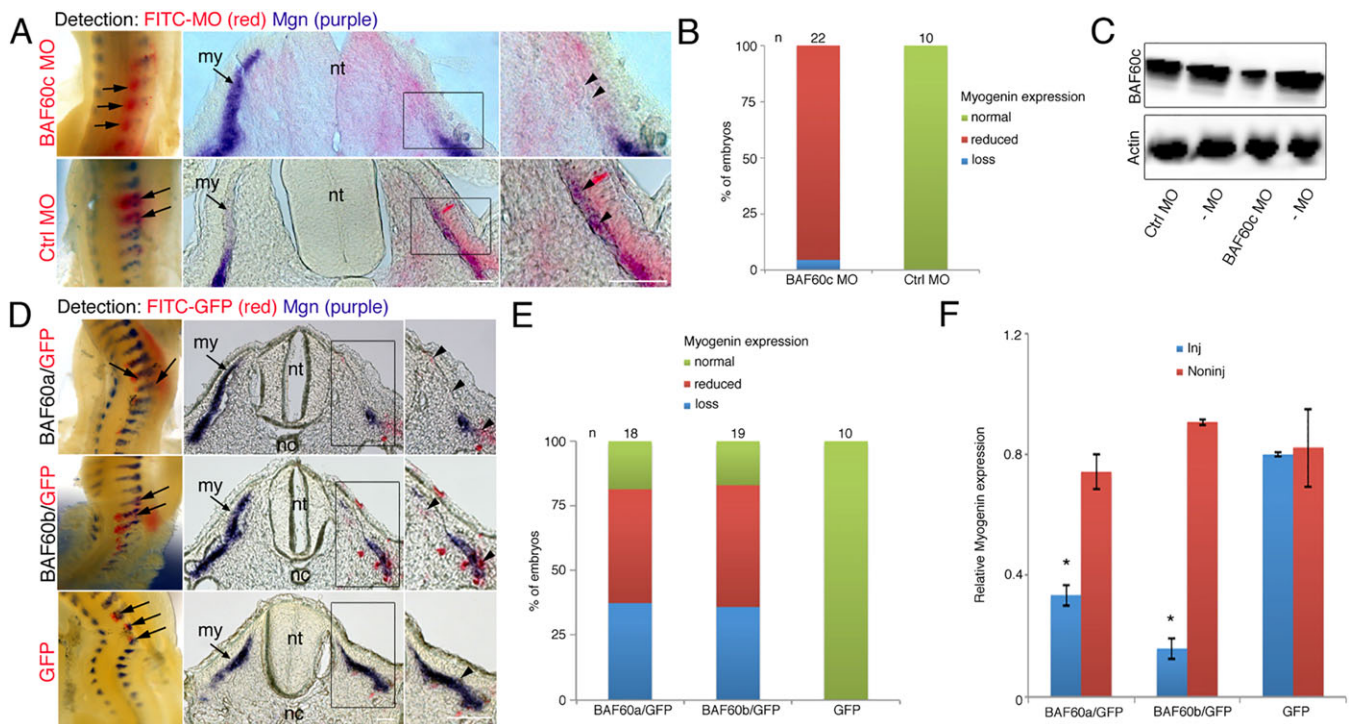 A
Detection: FITC-MO (red) Mgn (purple)
BAF60c MO
my
nt
Ctrl MO
my
nt
B
n
22
10
100
75
50
25
0
% of embryos
BAF60c MO
Ctrl MO
Myogenin expression
normal
reduced
loss
C
BAF60c
Actin
Ctrl MO
- MO
BAF60c MO
- MO
D
Detection: FITC-GFP (red) Mgn (purple)
BAF60a/GFP
my
nt
nc
BAF60b/GFP
my
nt
nc
GFP
my
nt
nc
E
Myogenin expression
normal
reduced
loss
n
18
19
10
100
75
50
25
0
% of embryos
BAF60a/GFP
BAF60b/GFP
GFP
F
Inj
Noninj
1.2
0.8
0.4
0
Relative Myogenin expression
*
*
BAF60a/GFP
BAF60b/GFP
GFP